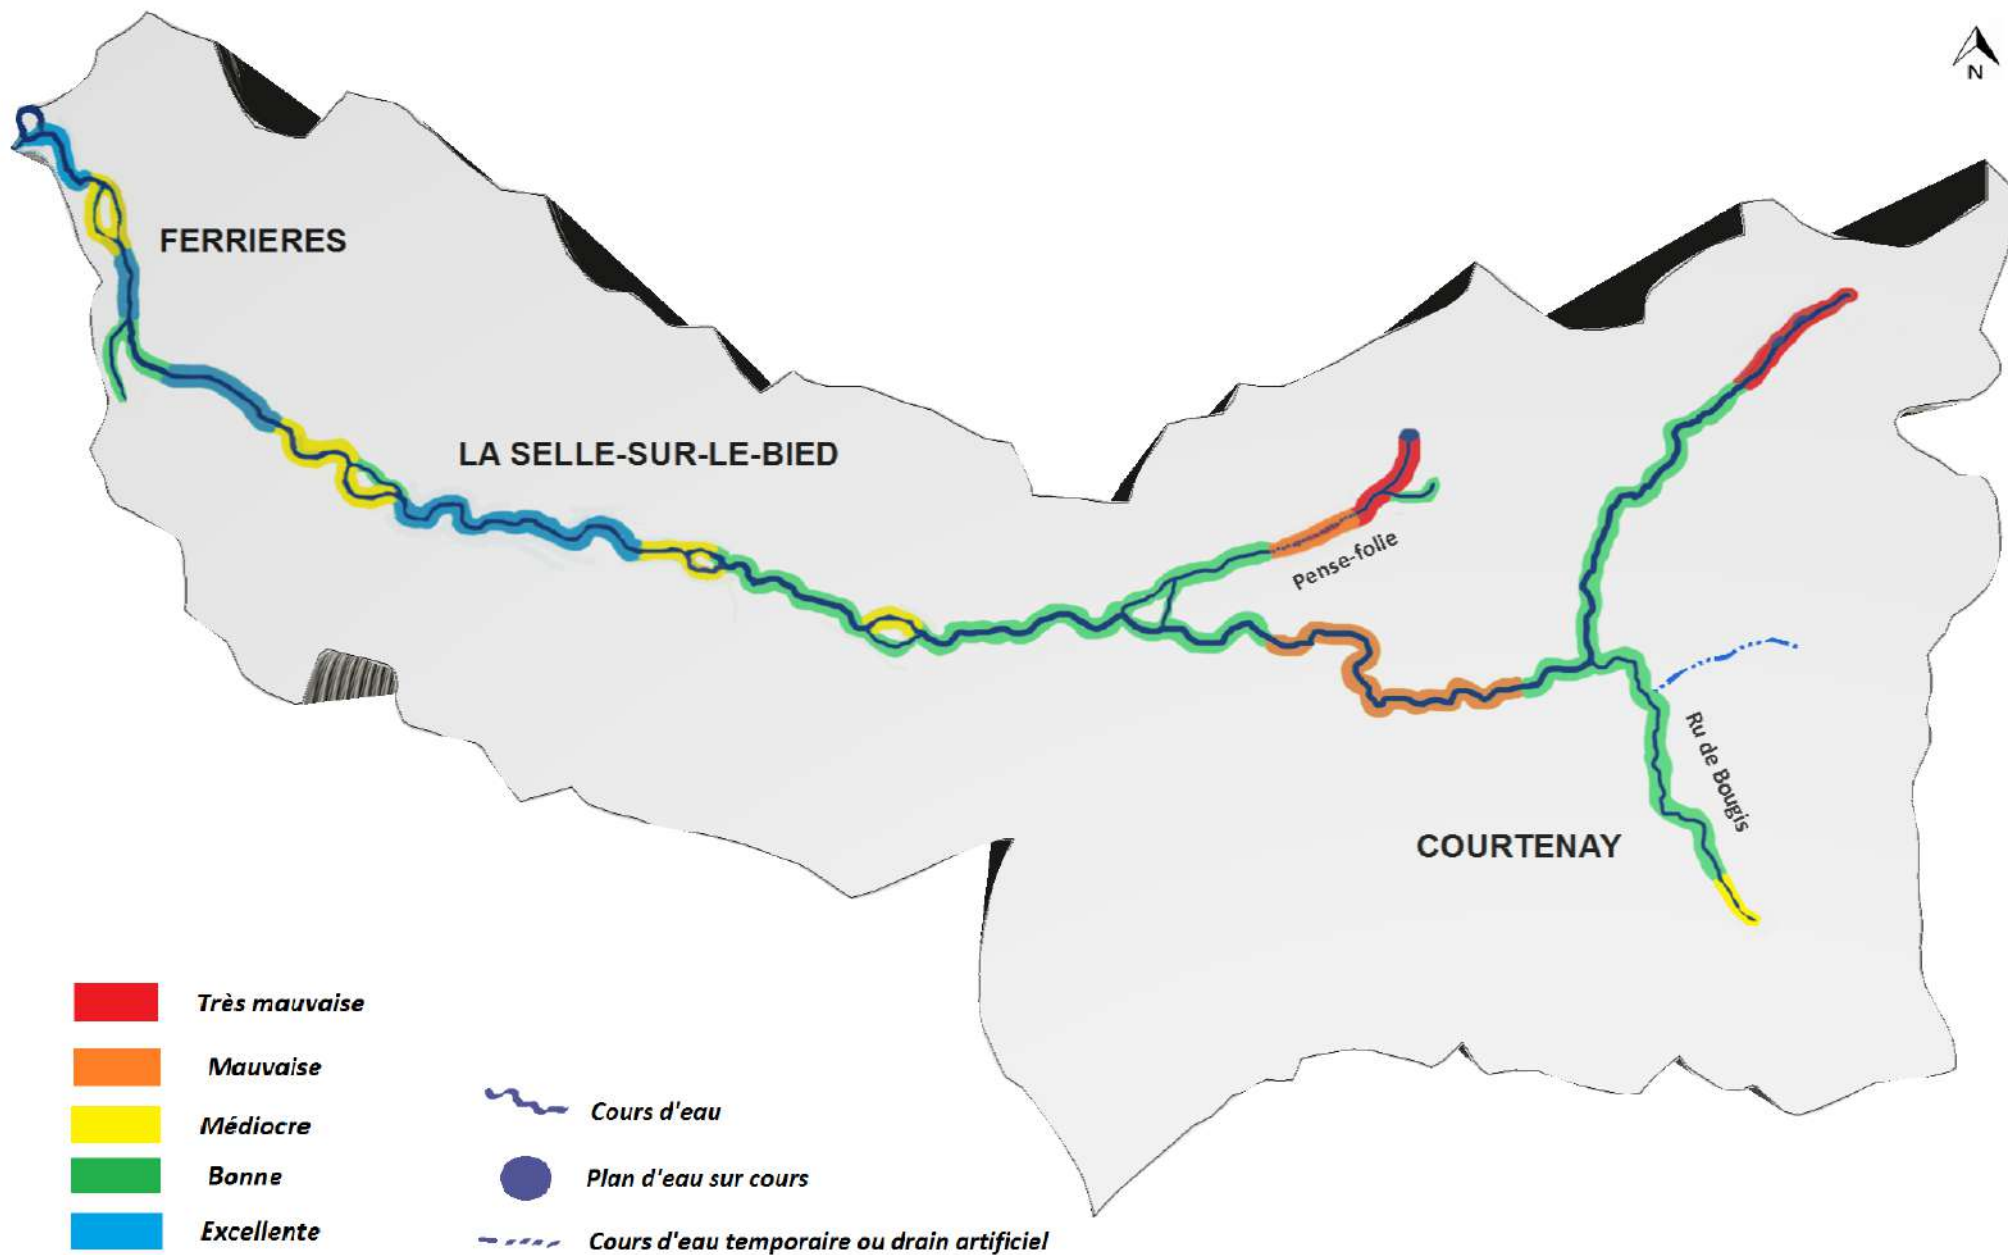 N
FERRIERES
LA SELLE-SUR-LE-BIED
Pense-folie
Ru de Bougis
COURTENAY
Très mauvaise
Mauvaise
Médiocre
Bonne
Excellente
Cours d'eau
Plan d'eau sur cours
Cours d'eau temporaire ou drain artificiel